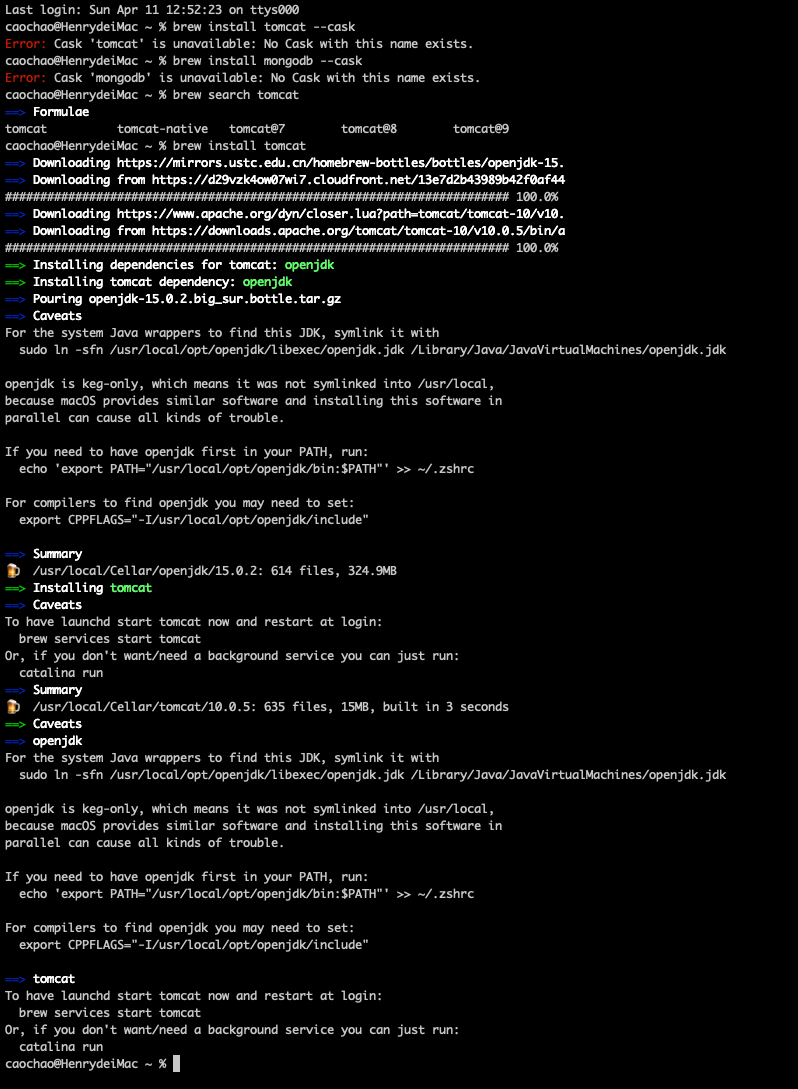 Last login: Sun Apr 11 12:52:23 on ttys000
caochao@HenrydeiMac ~ % brew install tomcat --cask
Error: Cask 'tomcat' is unavailable: No Cask with this name exists.
caochao@HenrydeiMac ~ % brew install mongodb --cask
Error: Cask 'mongodb' is unavailable: No Cask with this name exists.
caochao@HenrydeiMac ~ % brew search tomcat
==> Formulae
tomcat tomcat-native tomcat@7 tomcat@8 tomcat@9
caochao@HenrydeiMac ~ % brew install tomcat
==> Downloading https://mirrors.ustc.edu.cn/homebrew-bottles/bottles/openjdk-15.
==> Downloading from https://d29vzk4ow07wi7.cloudfront.net/13e7d2b43989b42f0af44
######################################################################## 100.0%
==> Downloading https://www.apache.org/dyn/closer.lua?path=tomcat/tomcat-10/v10.
==> Downloading from https://downloads.apache.org/tomcat/tomcat-10/v10.0.5/bin/a
######################################################################## 100.0%
==> Installing dependencies for tomcat: openjdk
==> Installing tomcat dependency: openjdk
==> Pouring openjdk-15.0.2.big_sur.bottle.tar.gz
==> Caveats
For the system Java wrappers to find this JDK, symlink it with
  sudo ln -sfn /usr/local/opt/openjdk/libexec/openjdk.jdk /Library/Java/JavaVirtualMachines/openjdk.jdk
openjdk is keg-only, which means it was not symlinked into /usr/local,
because macOS provides similar software and installing this software in
parallel can cause all kinds of trouble.
If you need to have openjdk first in your PATH, run:
  echo 'export PATH="/usr/local/opt/openjdk/bin:$PATH"' >> ~/.zshrc
For compilers to find openjdk you may need to set:
  export CPPFLAGS="-I/usr/local/opt/openjdk/include"
==> Summary
🍺 /usr/local/Cellar/openjdk/15.0.2: 614 files, 324.9MB
==> Installing tomcat
==> Caveats
To have launchd start tomcat now and restart at login:
  brew services start tomcat
Or, if you don't want/need a background service you can just run:
  catalina run
==> Summary
🍺 /usr/local/Cellar/tomcat/10.0.5: 635 files, 15MB, built in 3 seconds
==> Caveats
==> openjdk
For the system Java wrappers to find this JDK, symlink it with
  sudo ln -sfn /usr/local/opt/openjdk/libexec/openjdk.jdk /Library/Java/JavaVirtualMachines/openjdk.jdk
openjdk is keg-only, which means it was not symlinked into /usr/local,
because macOS provides similar software and installing this software in
parallel can cause all kinds of trouble.
If you need to have openjdk first in your PATH, run:
  echo 'export PATH="/usr/local/opt/openjdk/bin:$PATH"' >> ~/.zshrc
For compilers to find openjdk you may need to set:
  export CPPFLAGS="-I/usr/local/opt/openjdk/include"
==> tomcat
To have launchd start tomcat now and restart at login:
  brew services start tomcat
Or, if you don't want/need a background service you can just run:
  catalina run
caochao@HenrydeiMac ~ %